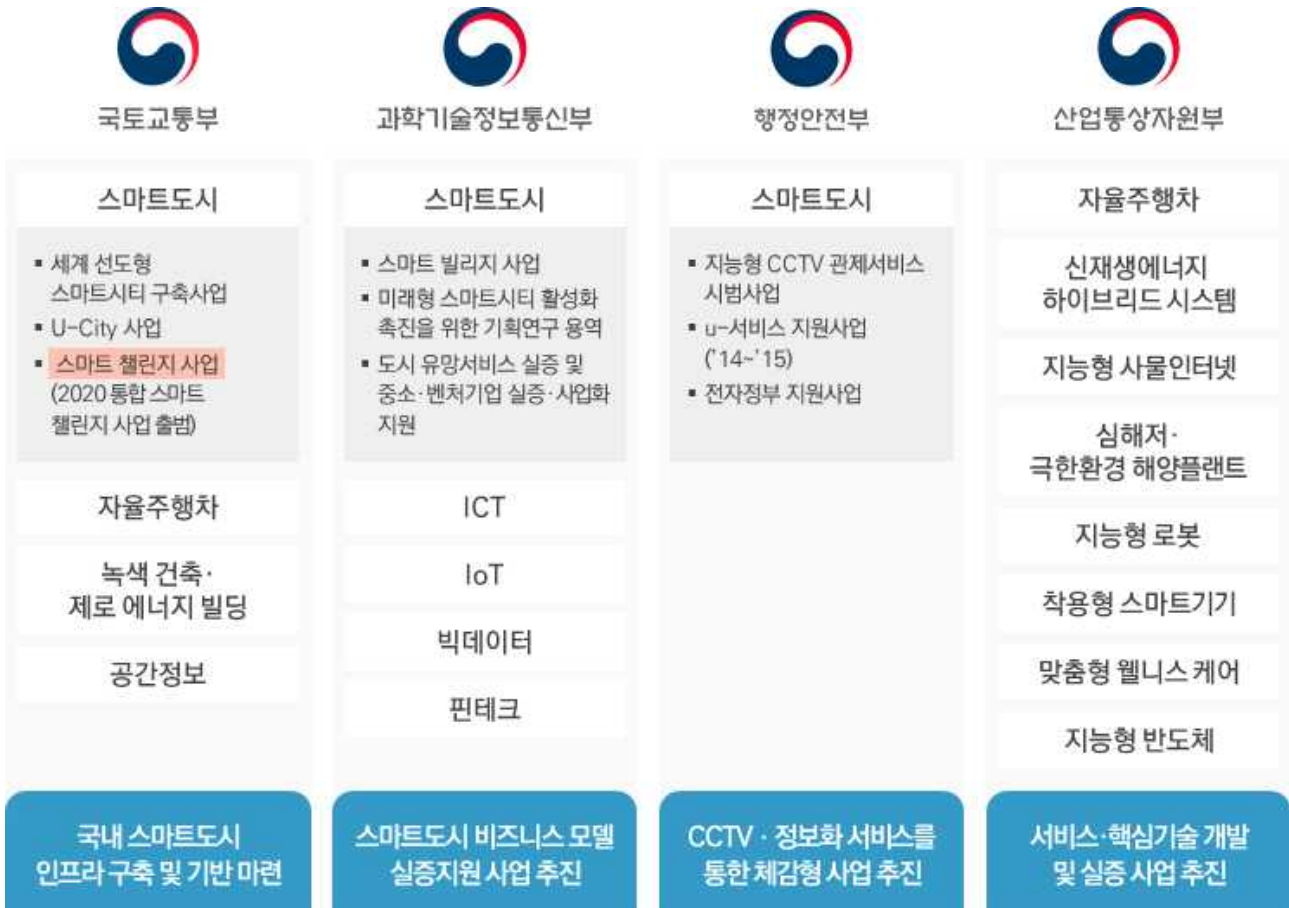 국토교통부
스마트도시
▪ 세계 선도형
스마트시티 구축사업
▪ U-City 사업
▪ 스마트 챌린지 사업
(2020 통합 스마트
챌린지 사업 출범)
자율주행차
녹색 건축·
제로 에너지 빌딩
공간정보
국내 스마트도시
인프라 구축 및 기반 마련
과학기술정보통신부
스마트도시
▪ 스마트 빌리지 사업
▪ 미래형 스마트시티 활성화
촉진을 위한 기획연구 용역
▪ 도시 유망서비스 실증 및
중소·벤처기업 실증·사업화
지원
ICT
IoT
빅데이터
핀테크
스마트도시 비즈니스 모델
실증지원 사업 추진
행정안전부
스마트도시
▪ 지능형 CCTV 관제서비스
시범사업
▪ u-서비스 지원사업
('14~'15)
▪ 전자정부 지원사업
CCTV · 정보화 서비스를
통한 체감형 사업 추진
산업통상자원부
자율주행차
신재생에너지
하이브리드 시스템
지능형 사물인터넷
심해저·
극한환경 해양플랜트
지능형 로봇
착용형 스마트기기
맞춤형 웰니스 케어
지능형 반도체
서비스·핵심기술 개발
및 실증 사업 추진